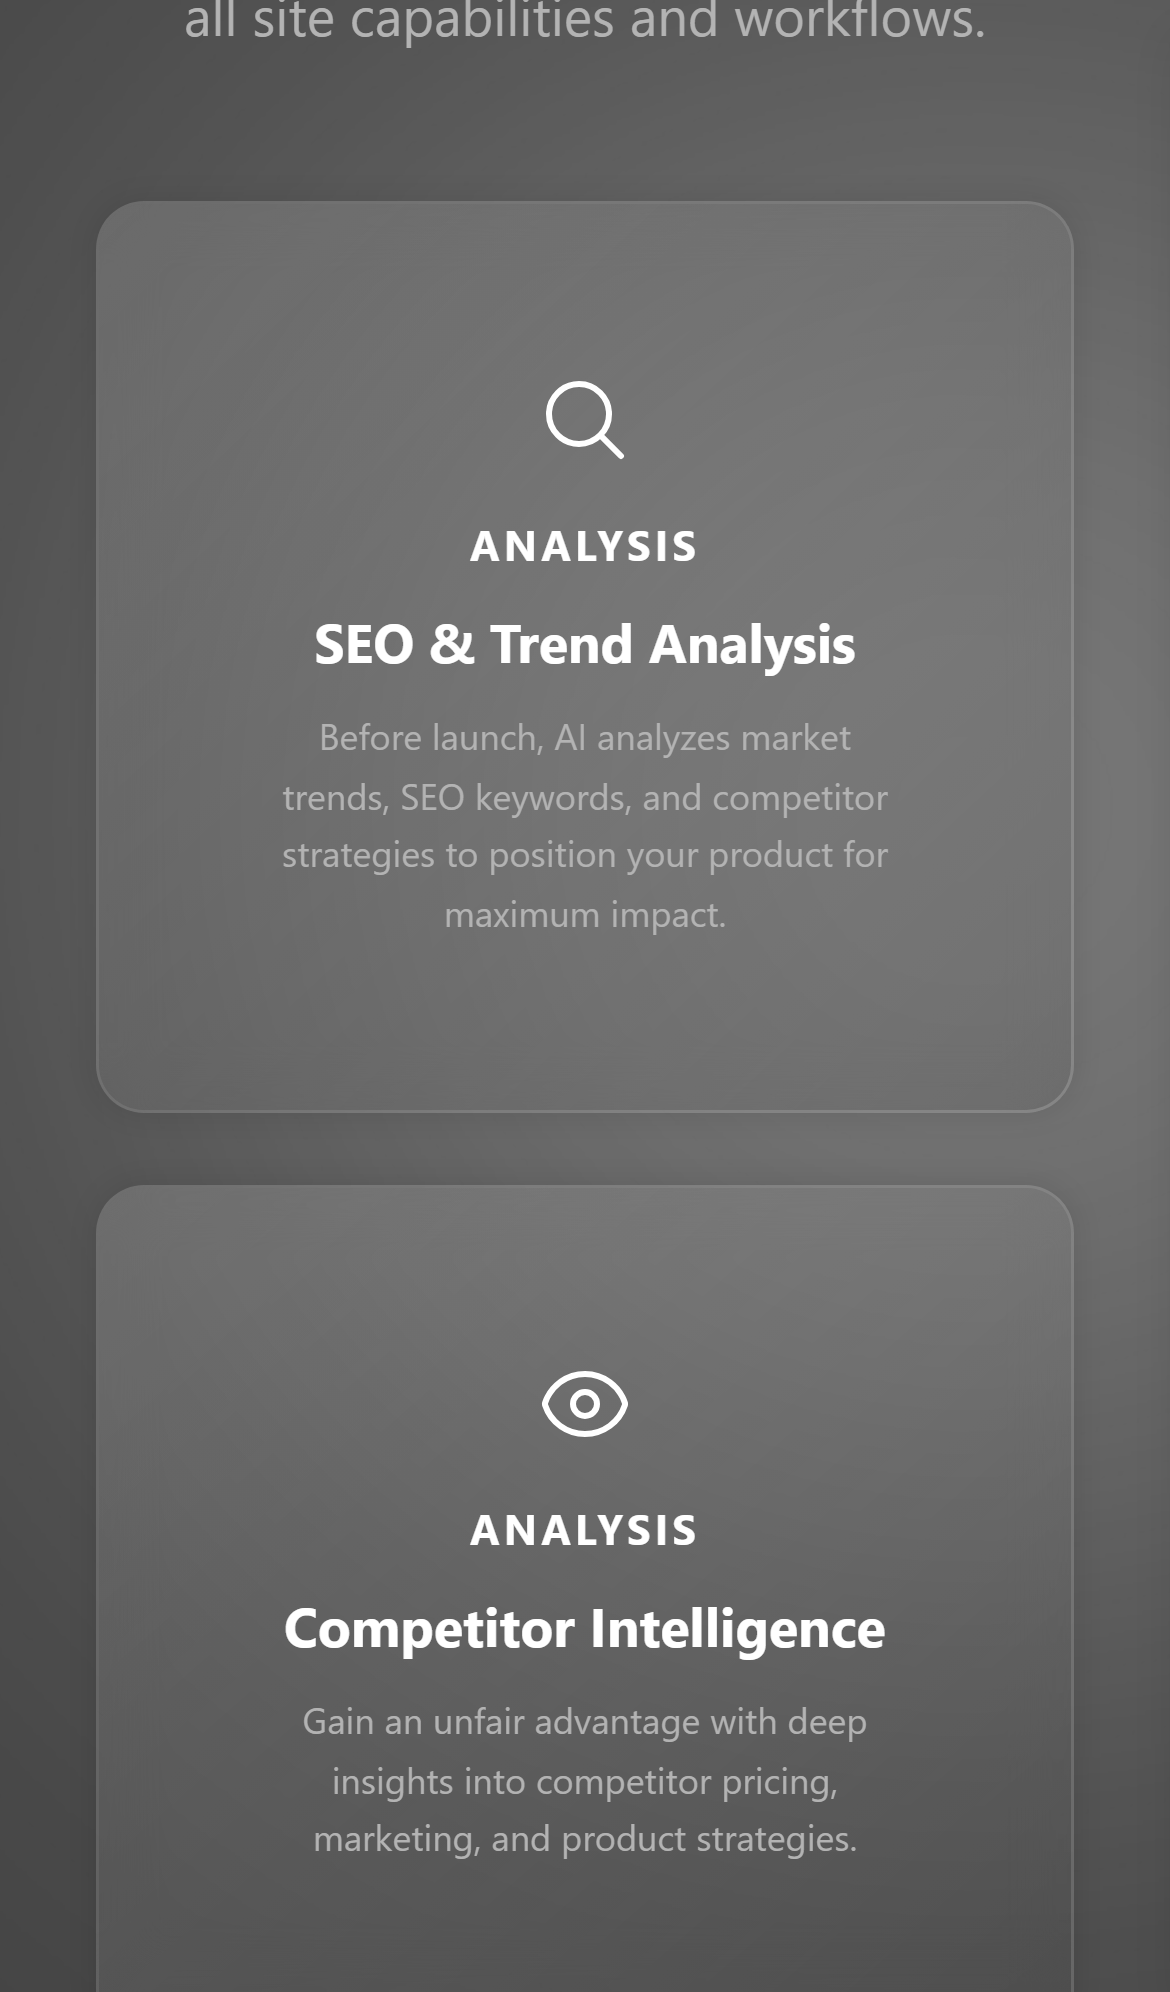 all site capabilities and workflows.
ANALYSIS
SEO & Trend Analysis
Before launch, AI analyzes market
trends, SEO keywords, and competitor
strategies to position your product for
maximum impact.
ANALYSIS
Competitor Intelligence
Gain an unfair advantage with deep
insights into competitor pricing,
marketing, and product strategies.